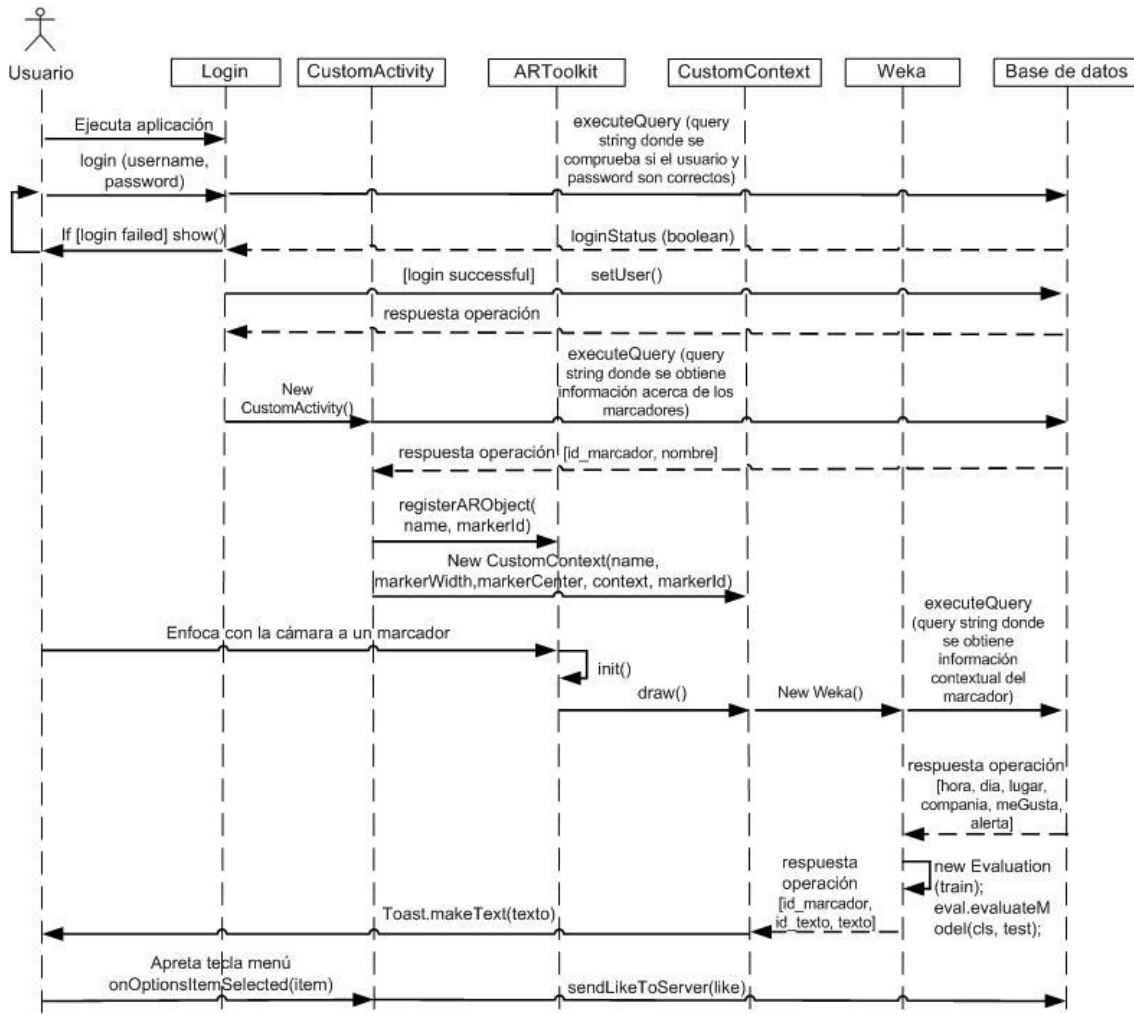 Usuario
Login
CustomActivity
ARToolkit
CustomContext
Weka
Base de datos
Ejecuta aplicación
executeQuery (query
string donde se
comprueba si el usuario y
password son correctos)
login (username,
password)
If [login failed] show()
loginStatus (boolean)
[login successful]
setUser()
respuesta operación
executeQuery (query
string donde se obtiene
información acerca de los
marcadores)
New
CustomActivity()
respuesta operación [id_marcador, nombre]
registerARObject(
name, markerId)
New CustomContext(name,
markerWidth,markerCenter, context, markerId)
executeQuery
(query string donde
se obtiene
información
contextual del
marcador)
Enfoca con la cámara a un marcador
init()
draw()
New Weka()
respuesta operación
[hora, dia, lugar,
compania, meGusta,
alerta]
new Evaluation
(train);
eval.evaluateM
odel(cls, test);
respuesta
operación
[id_marcador,
id_texto, texto]
Toast.makeText(texto)
Apreta tecla menú
onOptionsItemSelected(item)
sendLikeToServer(like)